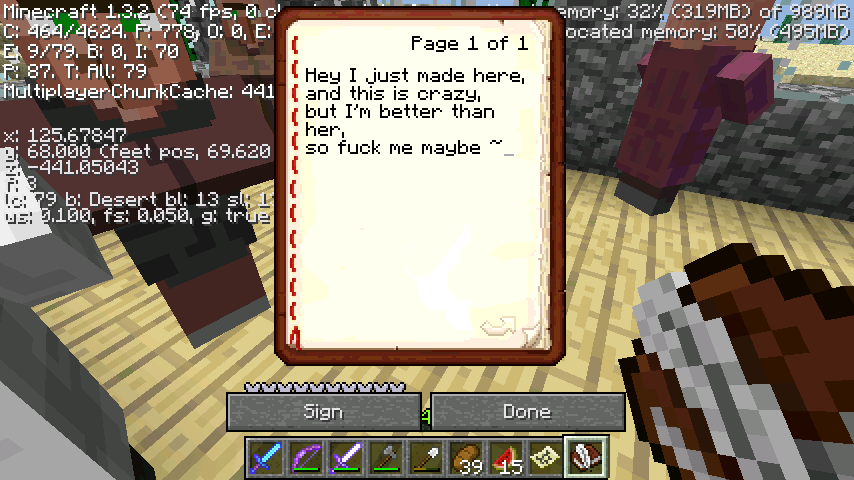 Minecraft 1.3.2 (74 fps, 0 
emory: 32% (319MB) of 989MB
C: 464/4624. F: 778, O: 0, E:
ocated memory: 50% (495MB)
E: 9/79. B: 0, I: 70
P: 87. T: All: 79
MultiplayerChunkCache: 441
x: 125.67847
68.000 (feet pos, 69.620
-441.05043
lc: 79 b: Desert bl: 13 sl: 1
us: 0.100, fs: 0.050, g: true
Page 1 of 1
Hey I just made here,
and this is crazy,
but I'm better than
her,
so fuck me maybe ~_
Sign
Done
39
15